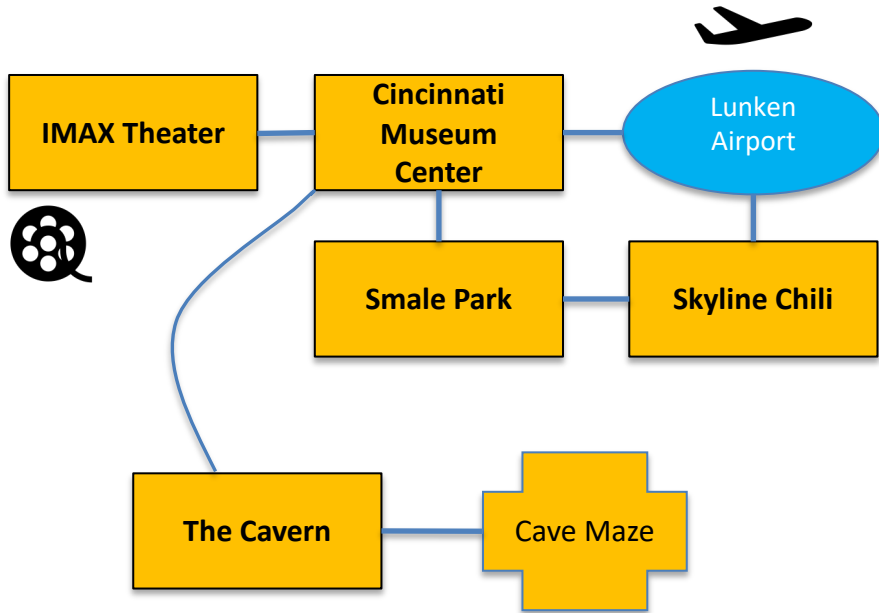 IMAX Theater
Cincinnati
Museum
Center
Lunken
Airport
Smale Park
Skyline Chili
The Cavern
Cave Maze